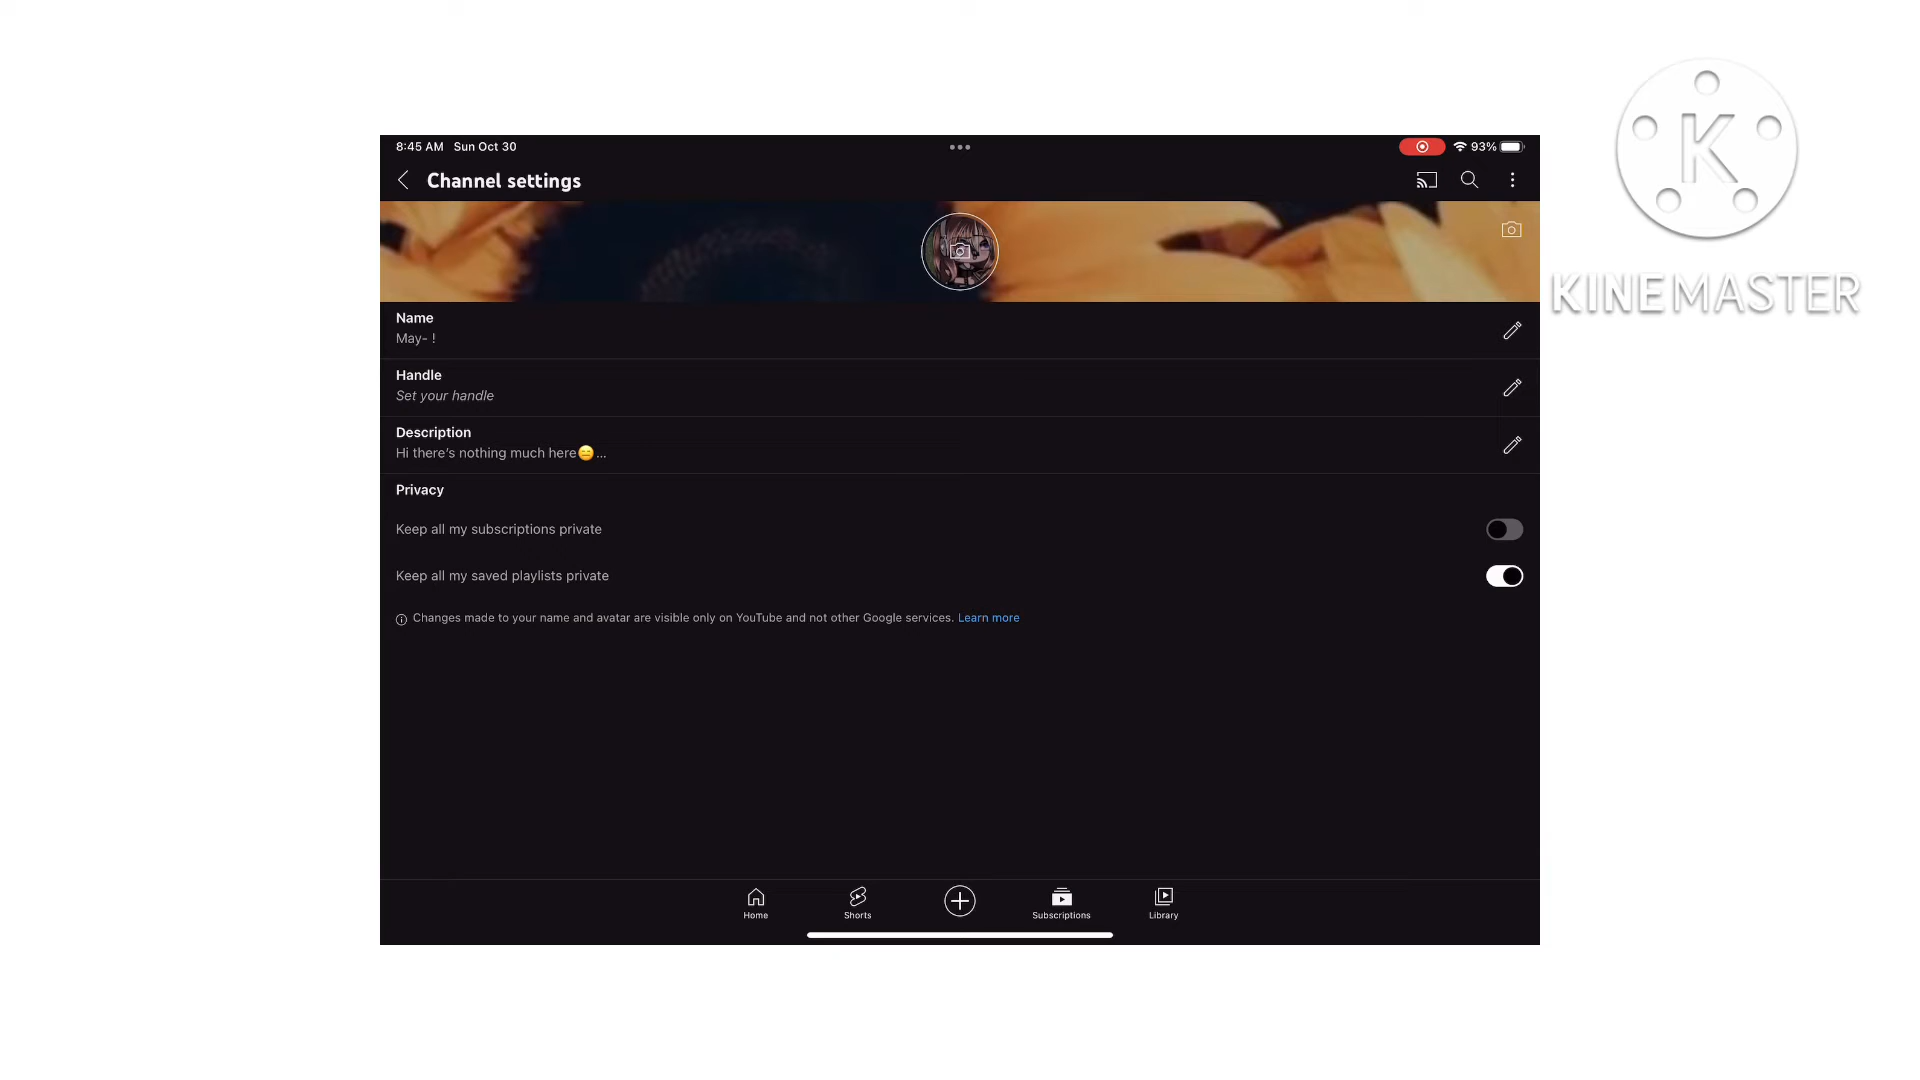 8:45 AM Sun Oct 30
93%
Channel settings
K
KINEMASTER
Name
May- !
Handle
Set your handle
Description
Hi there's nothing much here😑...
Privacy
Keep all my subscriptions private
Keep all my saved playlists private
Changes made to your name and avatar are visible only on YouTube and not other Google services. Learn more
Home
Shorts
Subscriptions
Library